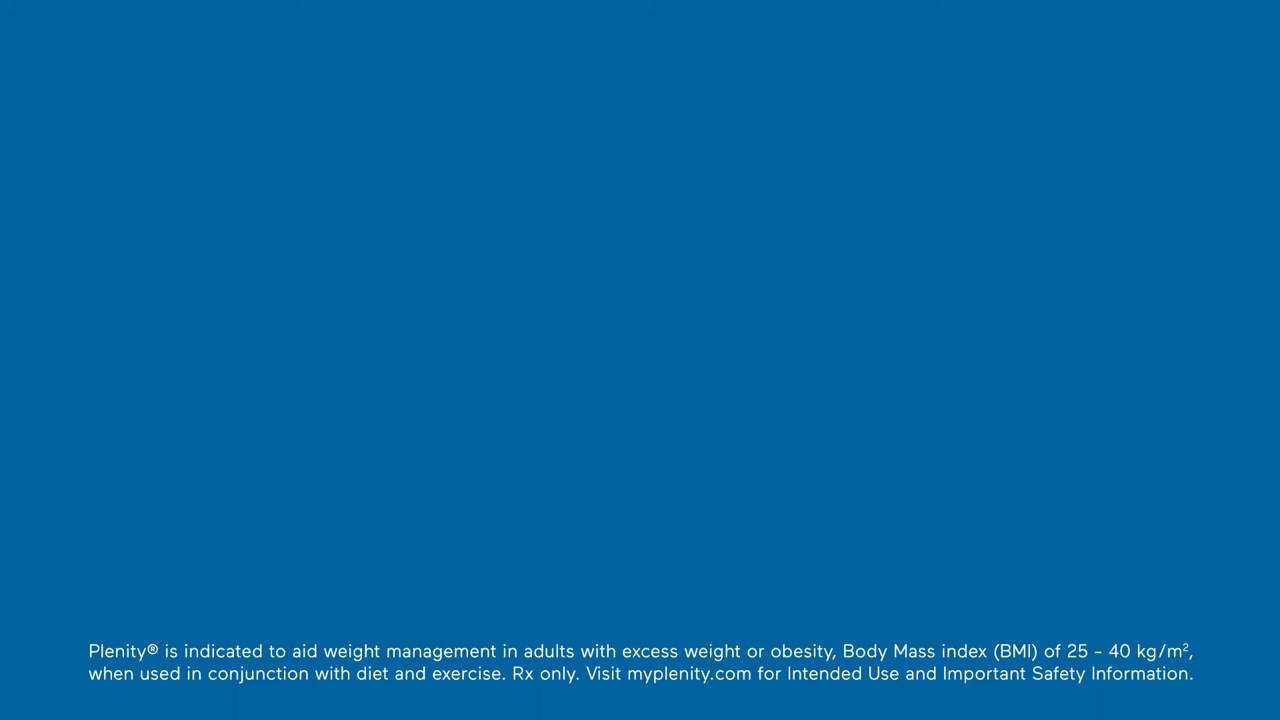 Plenity® is indicated to aid weight management in adults with excess weight or obesity, Body Mass index (BMI) of 25 – 40 kg/m²,
when used in conjunction with diet and exercise. Rx only. Visit myplenity.com for Intended Use and Important Safety Information.